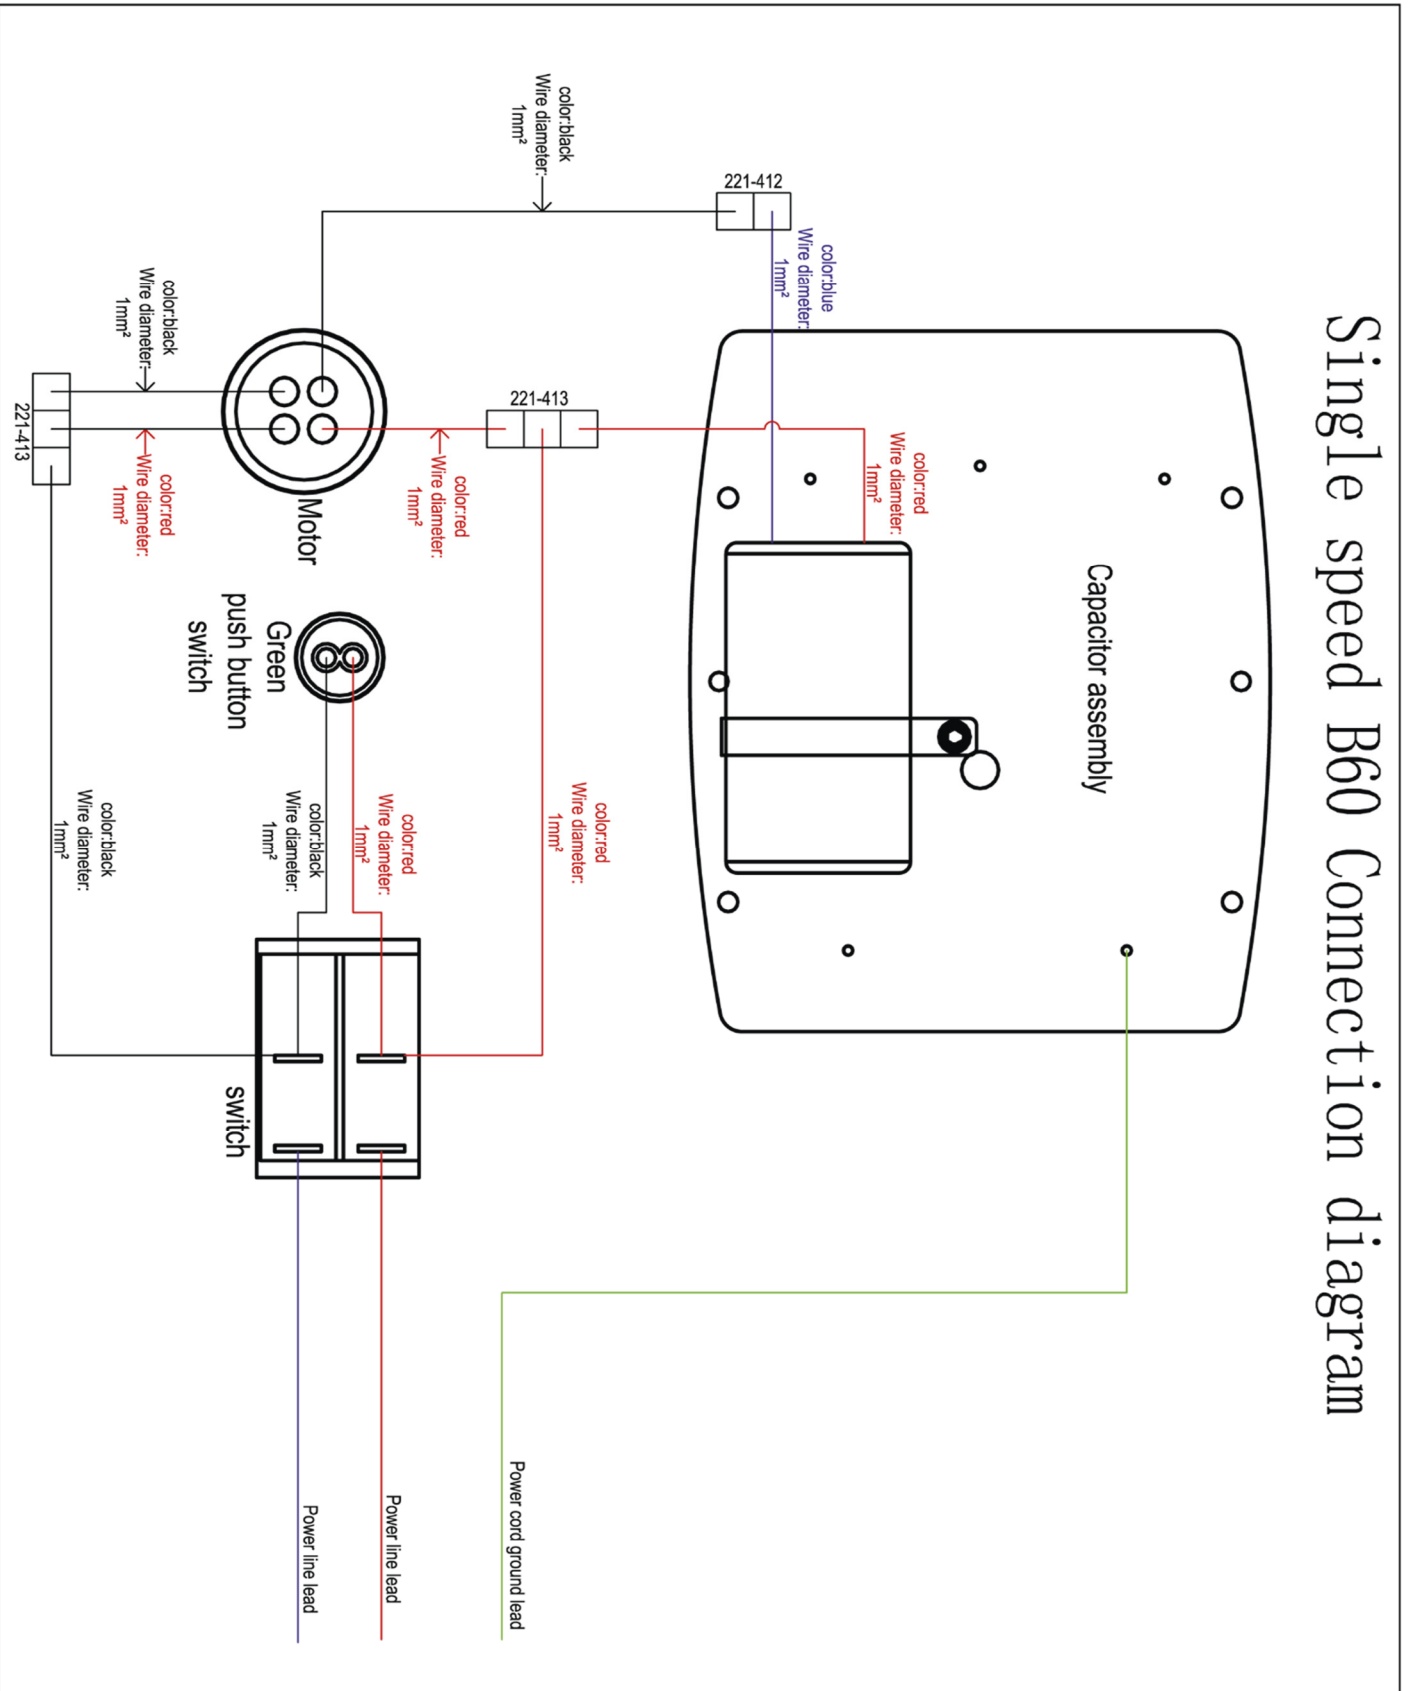 Single speed B60 Connection diagram
Capacitor assembly
221-412
color:blue
Wire diameter:
1mm²
color:black
Wire diameter:
1mm²
color:red
Wire diameter:
1mm²
221-413
color:red
Wire diameter:
1mm²
color:red
Wire diameter:
1mm²
color:black
Wire diameter:
1mm²
Motor
color:red
Wire diameter:
1mm²
221-413
Green
push button
switch
color:red
Wire diameter:
1mm²
color:black
Wire diameter:
1mm²
color:black
Wire diameter:
1mm²
switch
Power cord ground lead
Power line lead
Power line lead